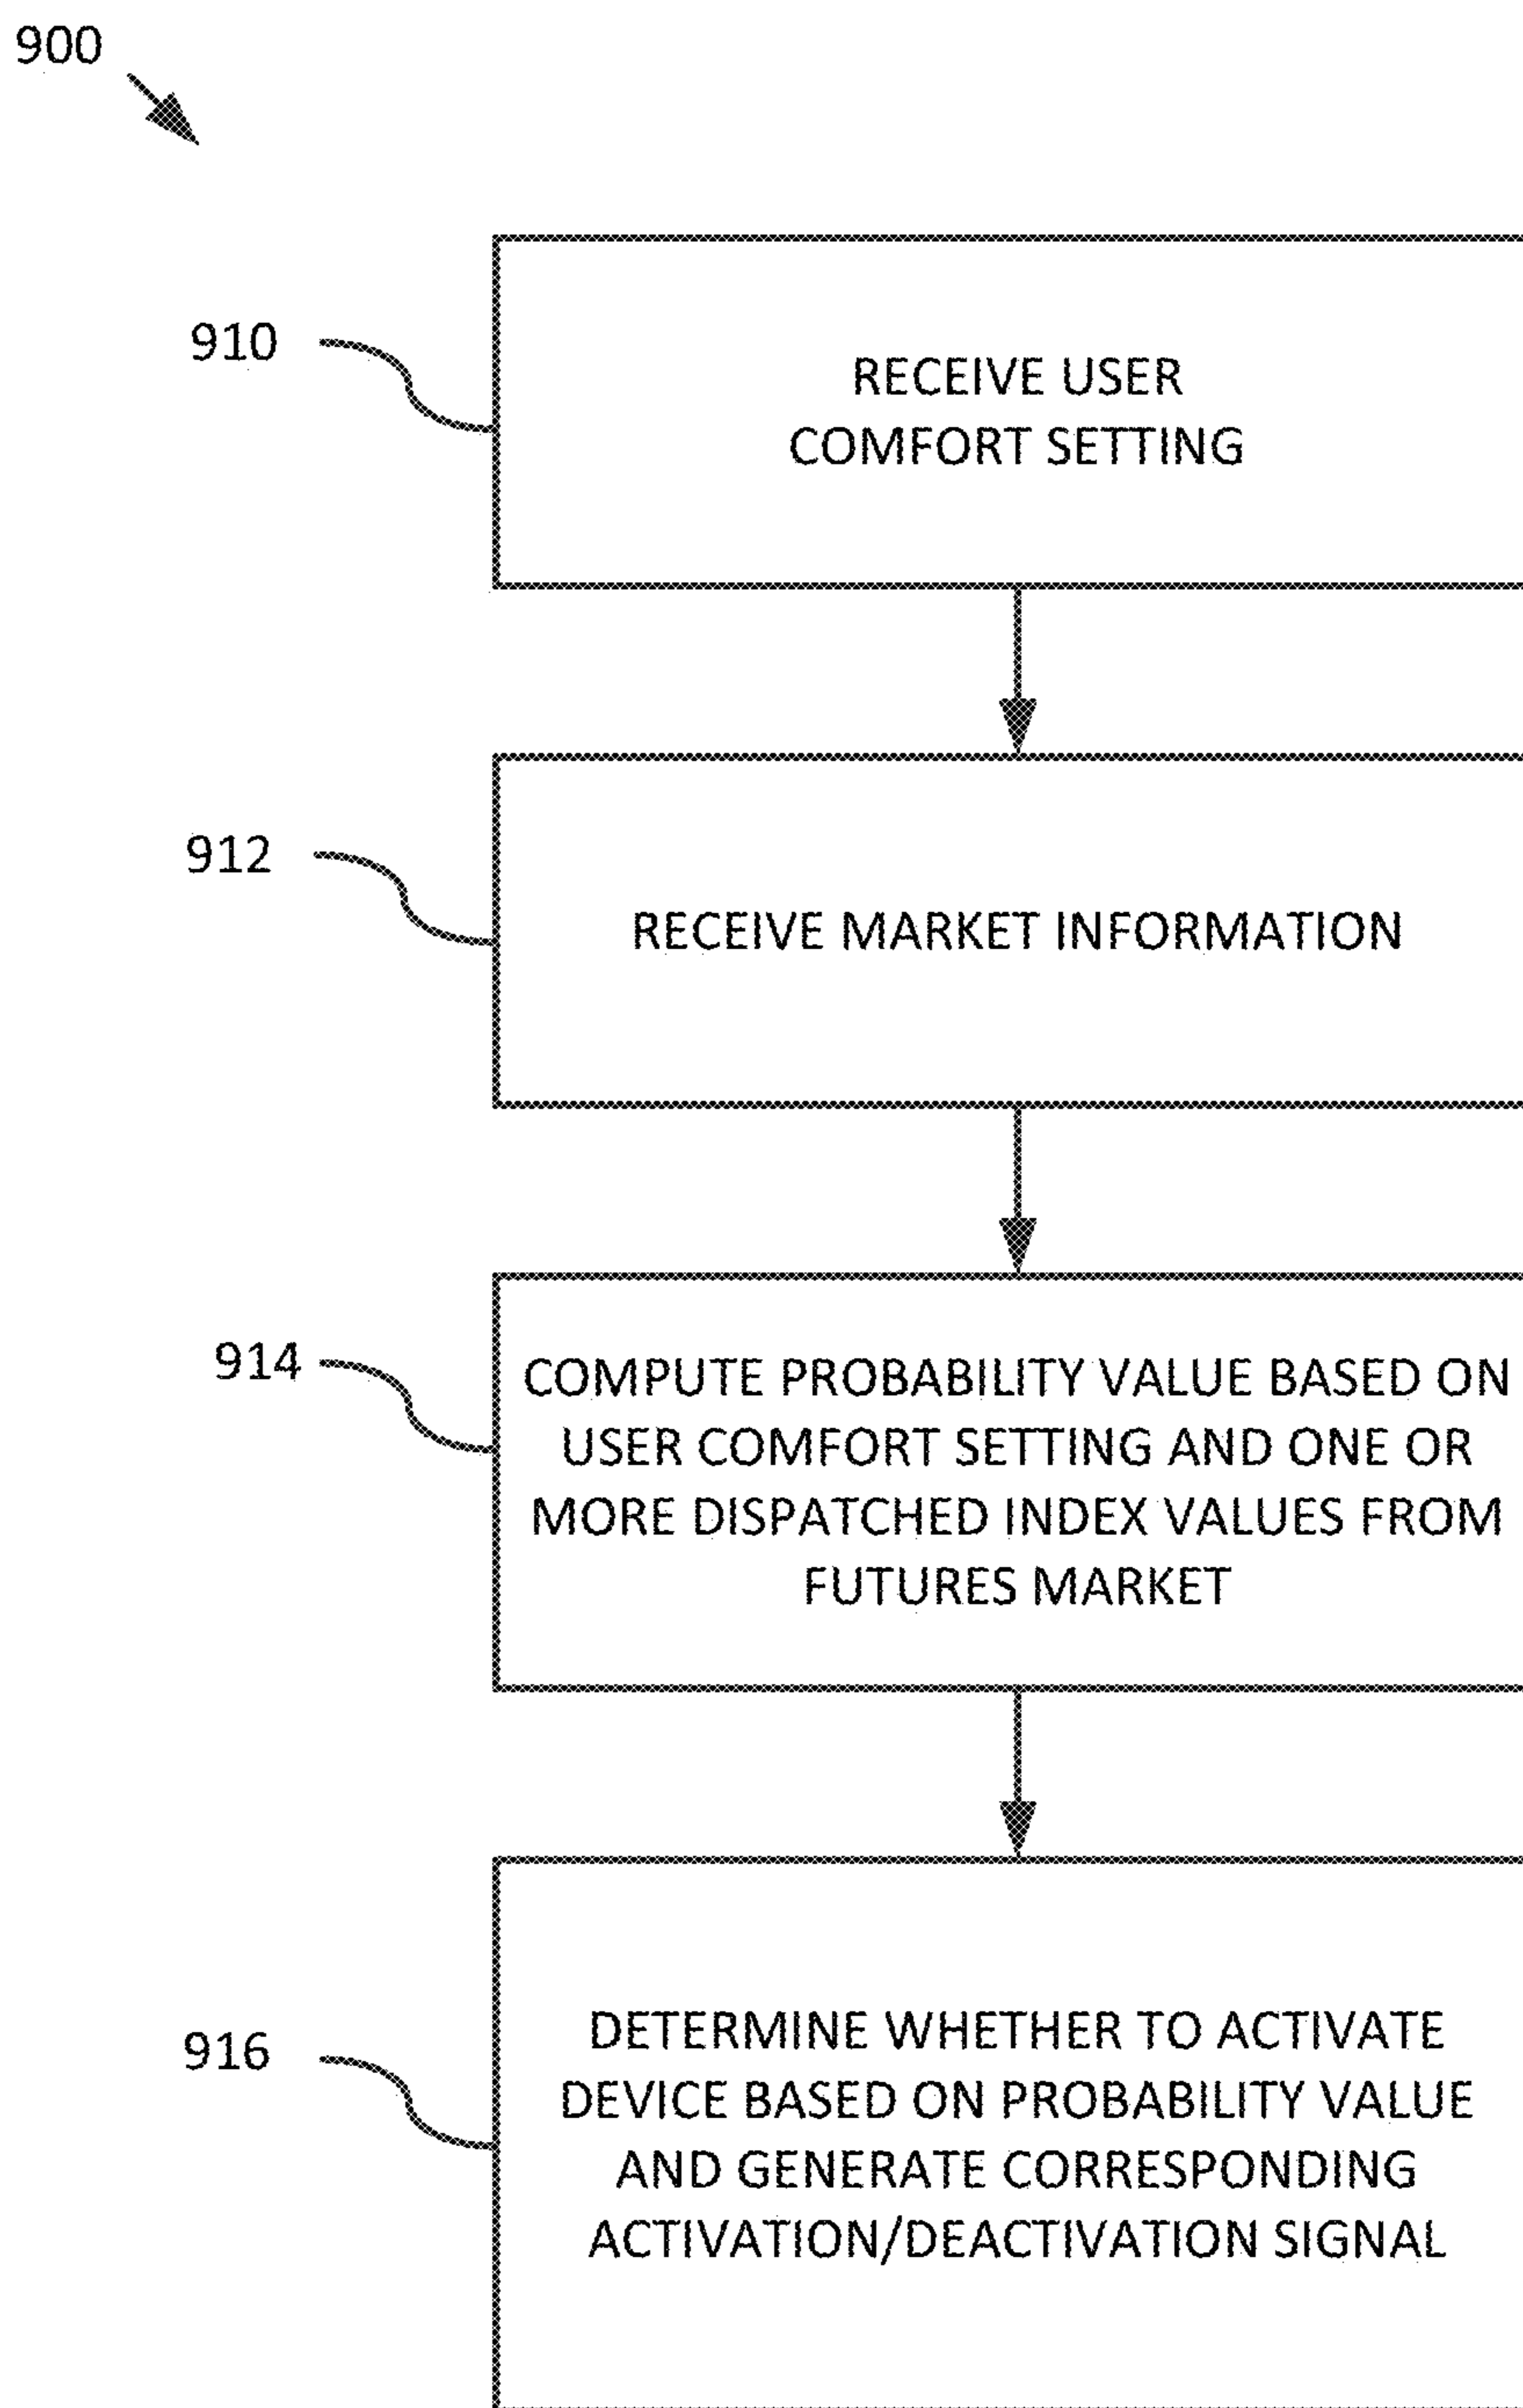 900
910
RECEIVE USER
COMFORT SETTING
912
RECEIVE MARKET INFORMATION
914
COMPUTE PROBABILITY VALUE BASED ON
USER COMFORT SETTING AND ONE OR
MORE DISPATCHED INDEX VALUES FROM
FUTURES MARKET
916
DETERMINE WHETHER TO ACTIVATE
DEVICE BASED ON PROBABILITY VALUE
AND GENERATE CORRESPONDING
ACTIVATION/DEACTIVATION SIGNAL